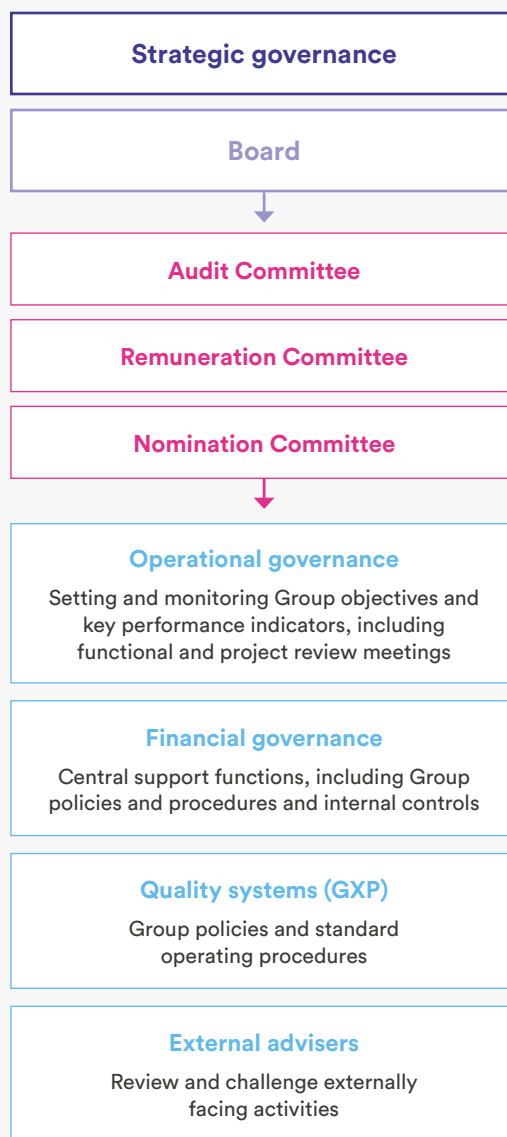 Strategic governance
Board
Audit Committee
Remuneration Committee
Nomination Committee
Operational governance
Setting and monitoring Group objectives and
key performance indicators, including
functional and project review meetings
Financial governance
Central support functions, including Group
policies and procedures and internal controls
Quality systems (GXP)
Group policies and standard
operating procedures
External advisers
Review and challenge externally
facing activities